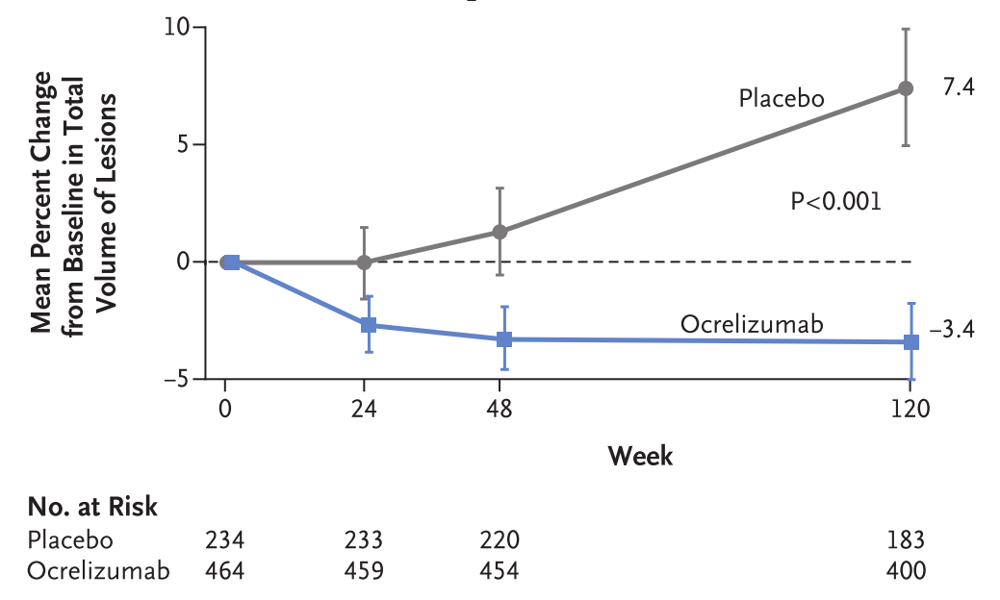 Mean Percent Change
from Baseline in Total
Volume of Lesions
10
5
0
−5
Placebo
7.4
P<0.001
Ocrelizumab
−3.4
0 24 48 120
Week
No. at Risk
Placebo 234 233 220 183
Ocrelizumab 464 459 454 400